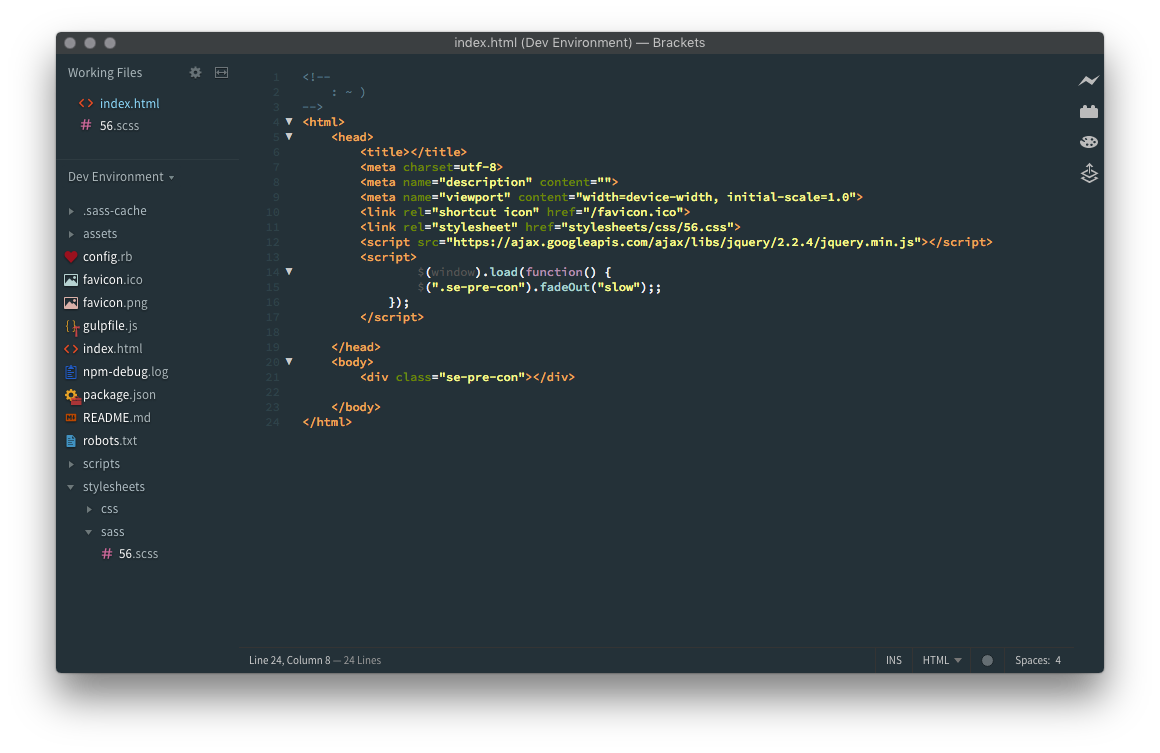 index.html (Dev Environment) — Brackets
Working Files
index.html
56.scss
Dev Environment
.sass-cache
assets
config.rb
favicon.ico
favicon.png
gulpfile.js
index.html
npm-debug.log
package.json
README.md
robots.txt
scripts
stylesheets
css
sass
56.scss
1 <!--
2     : ~ )
3 -->
4 <html>
5     <head>
6         <title></title>
7         <meta charset=utf-8>
8         <meta name="description" content="">
9         <meta name="viewport" content="width=device-width, initial-scale=1.0">
10         <link rel="shortcut icon" href="/favicon.ico">
11         <link rel="stylesheet" href="stylesheets/css/56.css">
12         <script src="https://ajax.googleapis.com/ajax/libs/jquery/2.2.4/jquery.min.js"></script>
13         <script>
14                 $(window).load(function() {
15                 $(".se-pre-con").fadeOut("slow");;
16             });
17         </script>
18
19     </head>
20     <body>
21         <div class="se-pre-con"></div>
22
23     </body>
24 </html>
Line 24, Column 8 — 24 Lines
INS HTML Spaces: 4